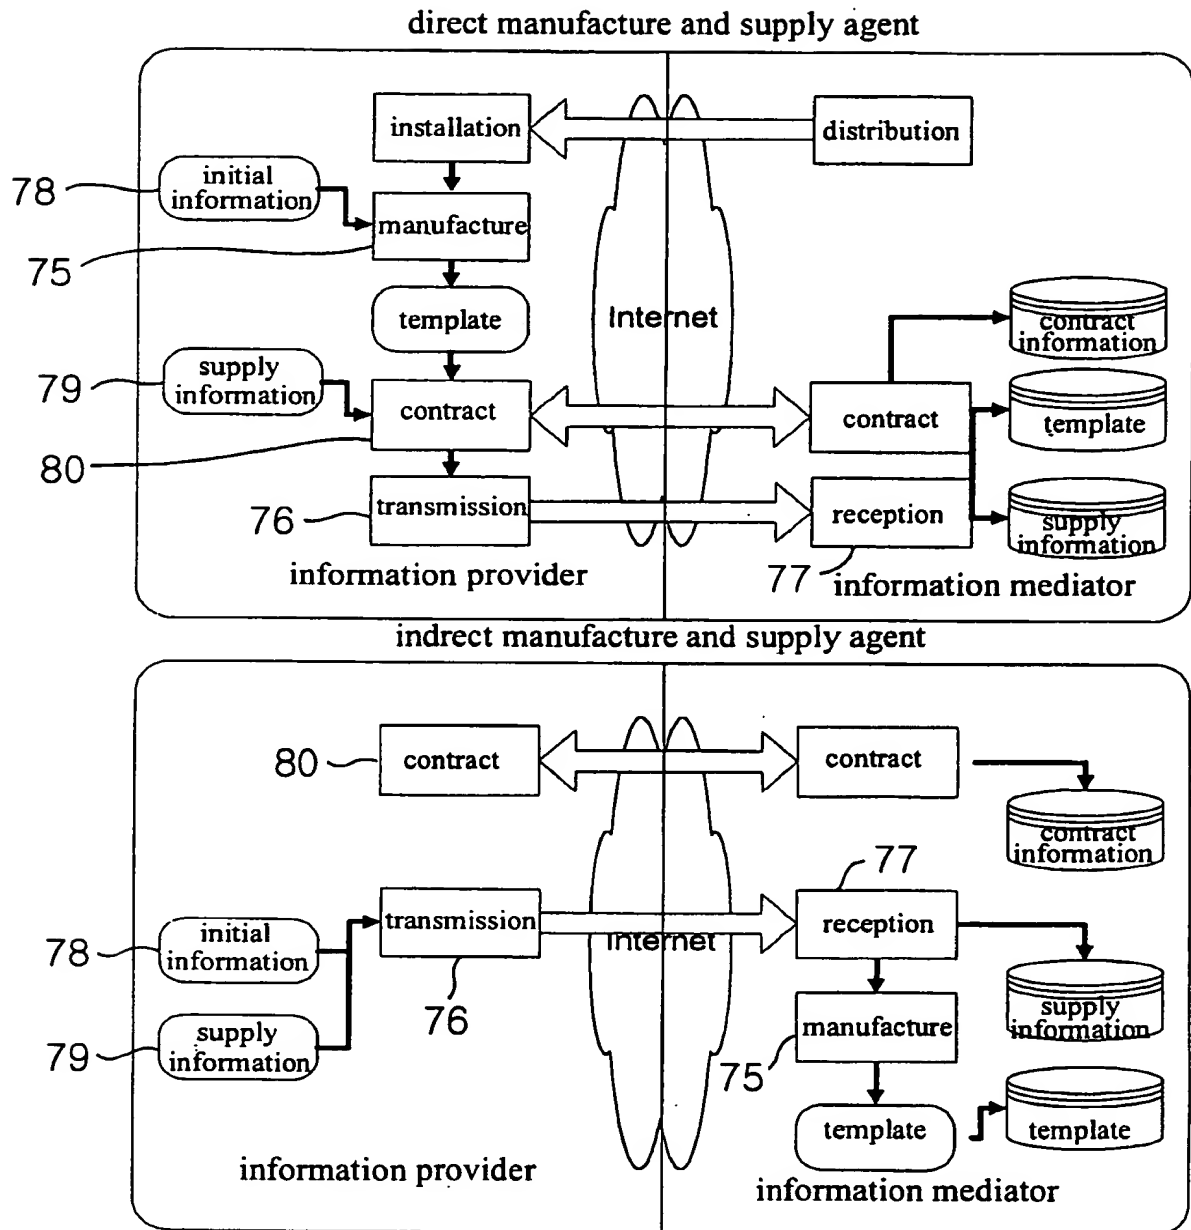 direct manufacture and supply agent
installation
distribution
78
initial
information
manufacture
75
template
Internet
contract
information
79
supply
information
contract
contract
template
80
76
transmission
reception
supply
information
information provider
77
information mediator
indirect manufacture and supply agent
80
contract
contract
contract
information
77
78
initial
information
transmission
Internet
reception
76
79
supply
information
manufacture
supply
information
75
template
template
information provider
information mediator